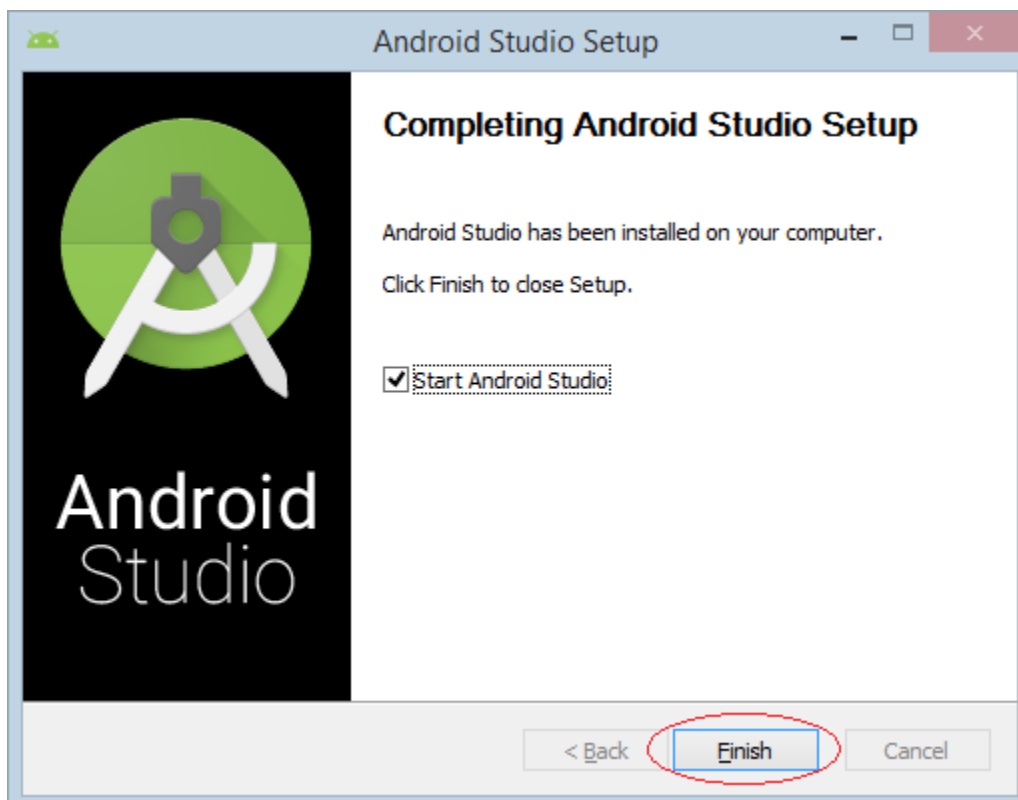 Android Studio Setup
Completing Android Studio Setup
Android Studio has been installed on your computer.
Click Finish to close Setup.
Start Android Studio
Android
Studio
< Back
Finish
Cancel